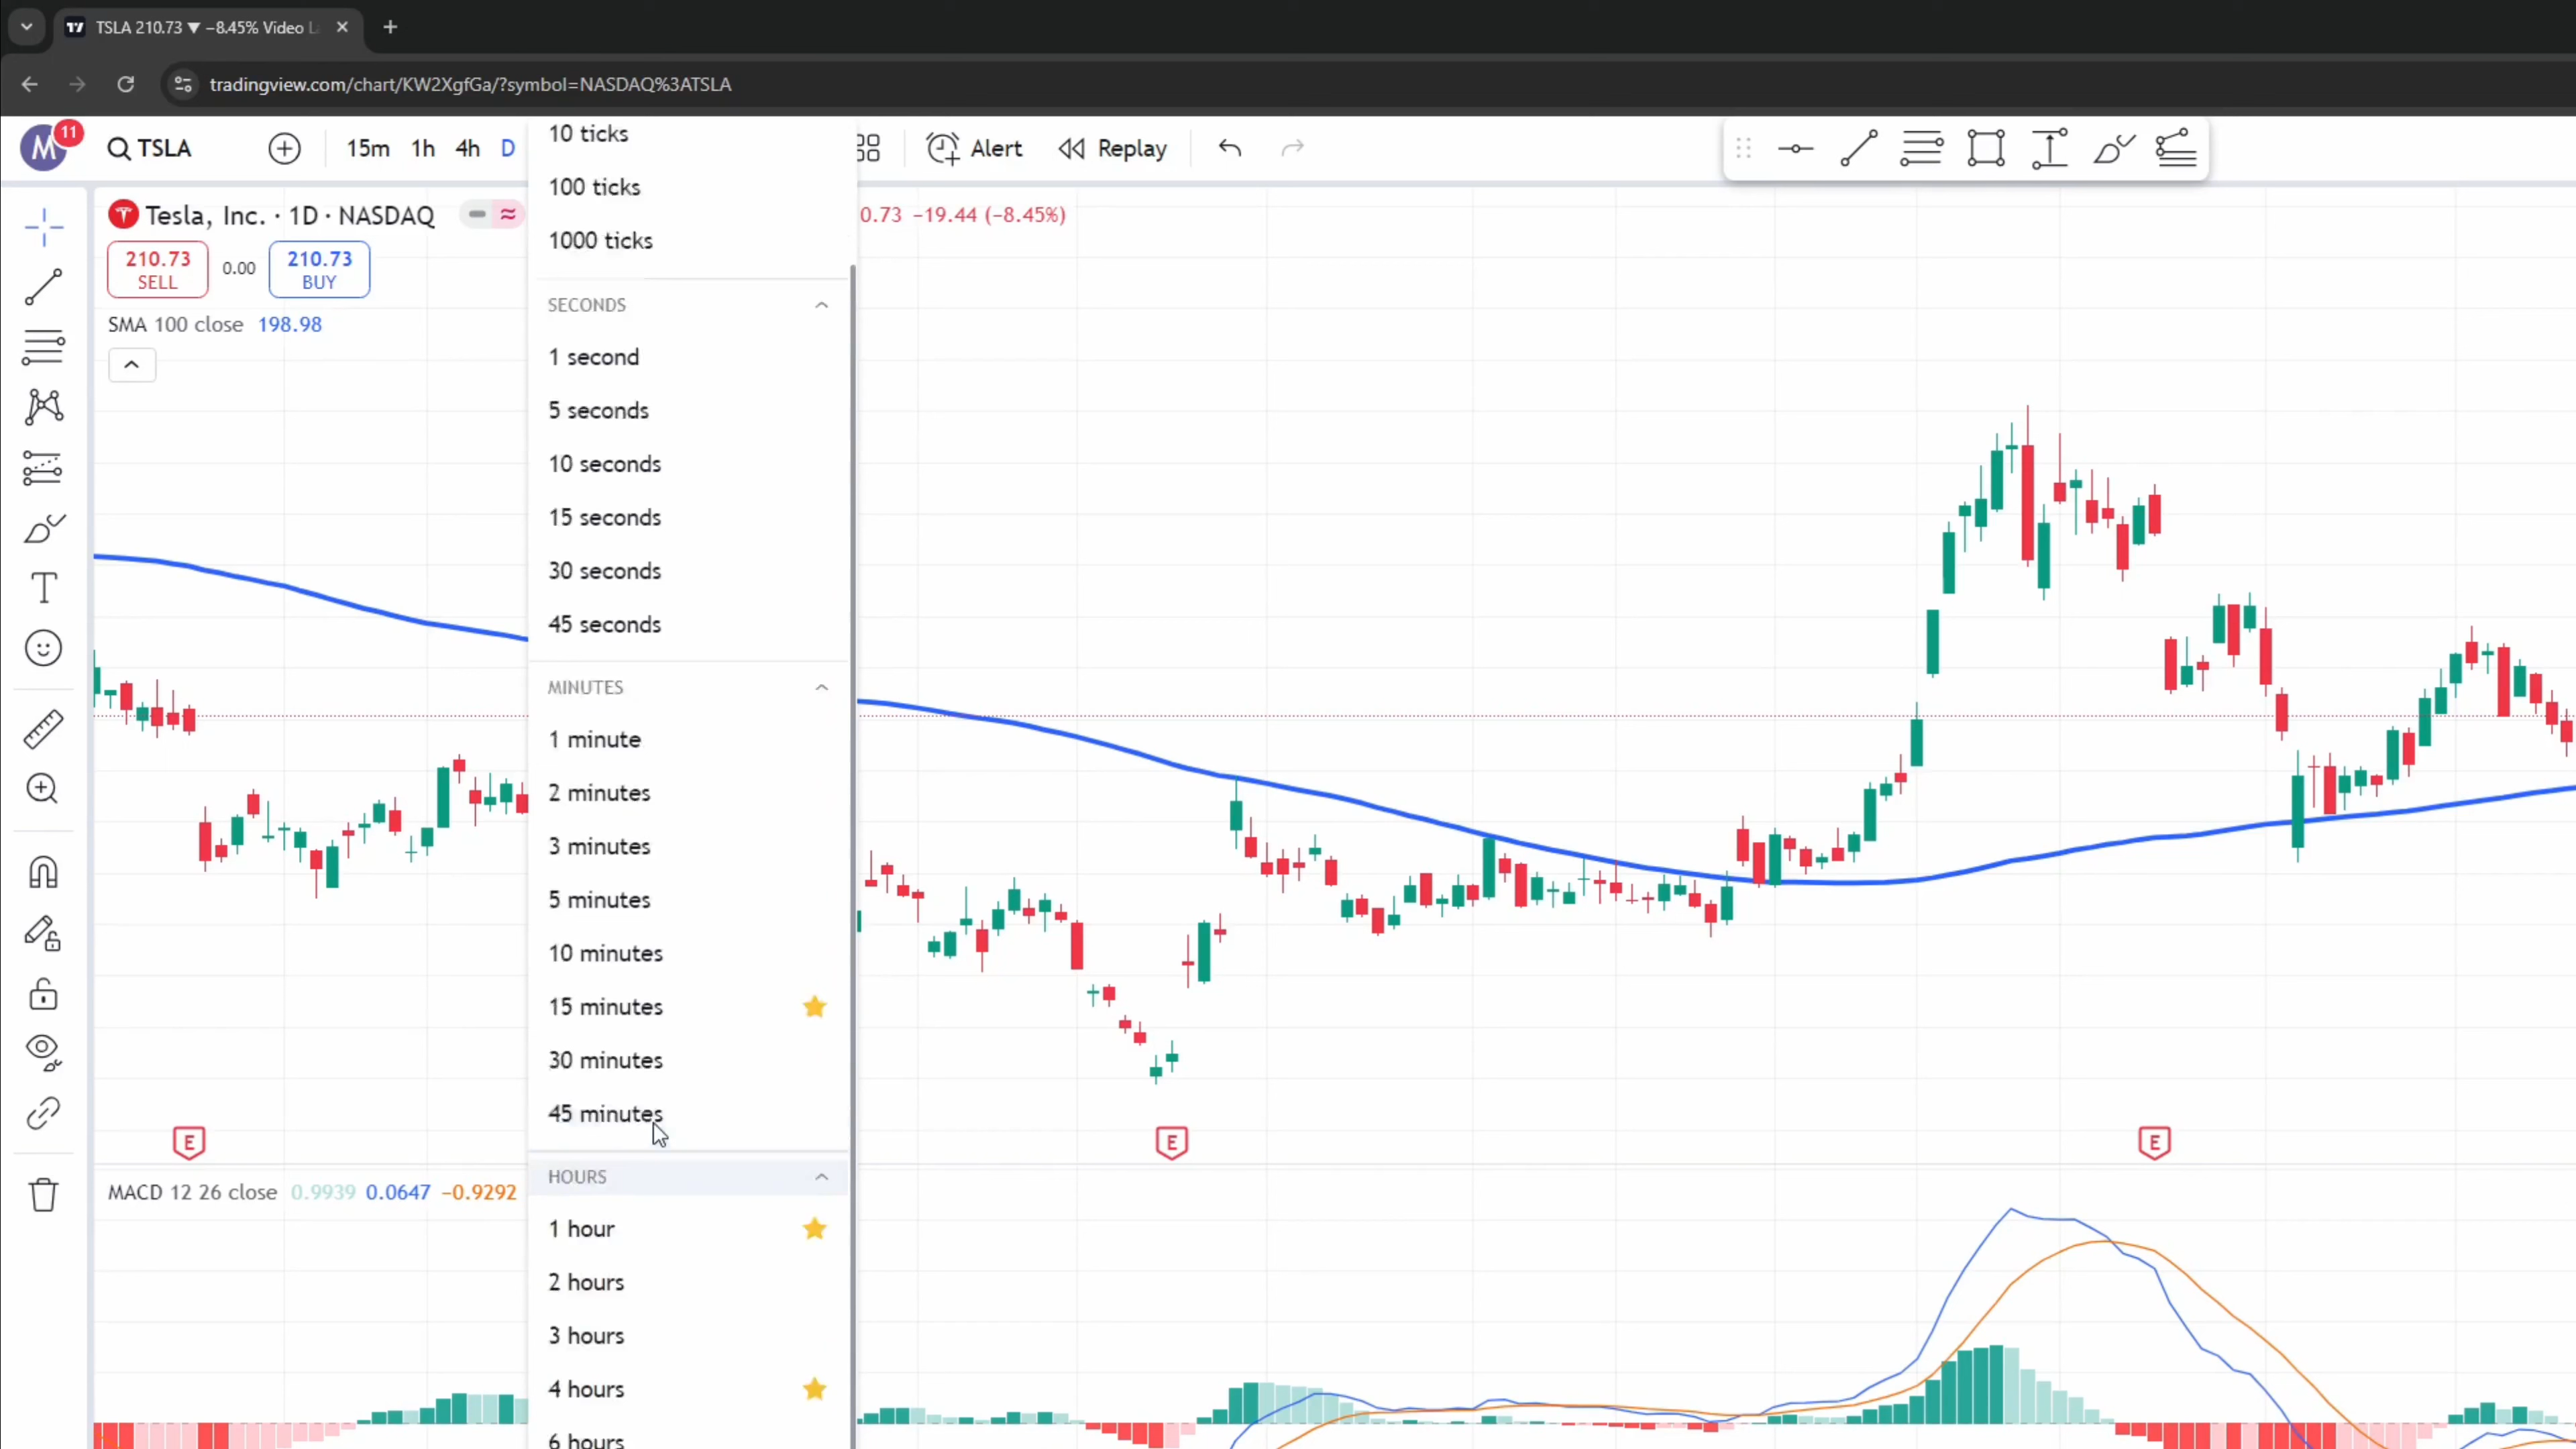 TSLA 210.73 ▼ −8.45% Video
tradingview.com/chart/KW2XgfGa/?symbol=NASDAQ%3ATSLA
M
11
TSLA
15m 1h 4h D
Alert
Replay
Tesla, Inc. · 1D · NASDAQ
0.73 −19.44 (−8.45%)
210.73
SELL
0.00
210.73
BUY
SMA 100 close 198.98
10 ticks
100 ticks
1000 ticks
SECONDS
1 second
5 seconds
10 seconds
15 seconds
30 seconds
45 seconds
MINUTES
1 minute
2 minutes
3 minutes
5 minutes
10 minutes
15 minutes
30 minutes
45 minutes
HOURS
1 hour
2 hours
3 hours
4 hours
6 hours
E
E
E
MACD 12 26 close 0.9939 0.0647 −0.9292